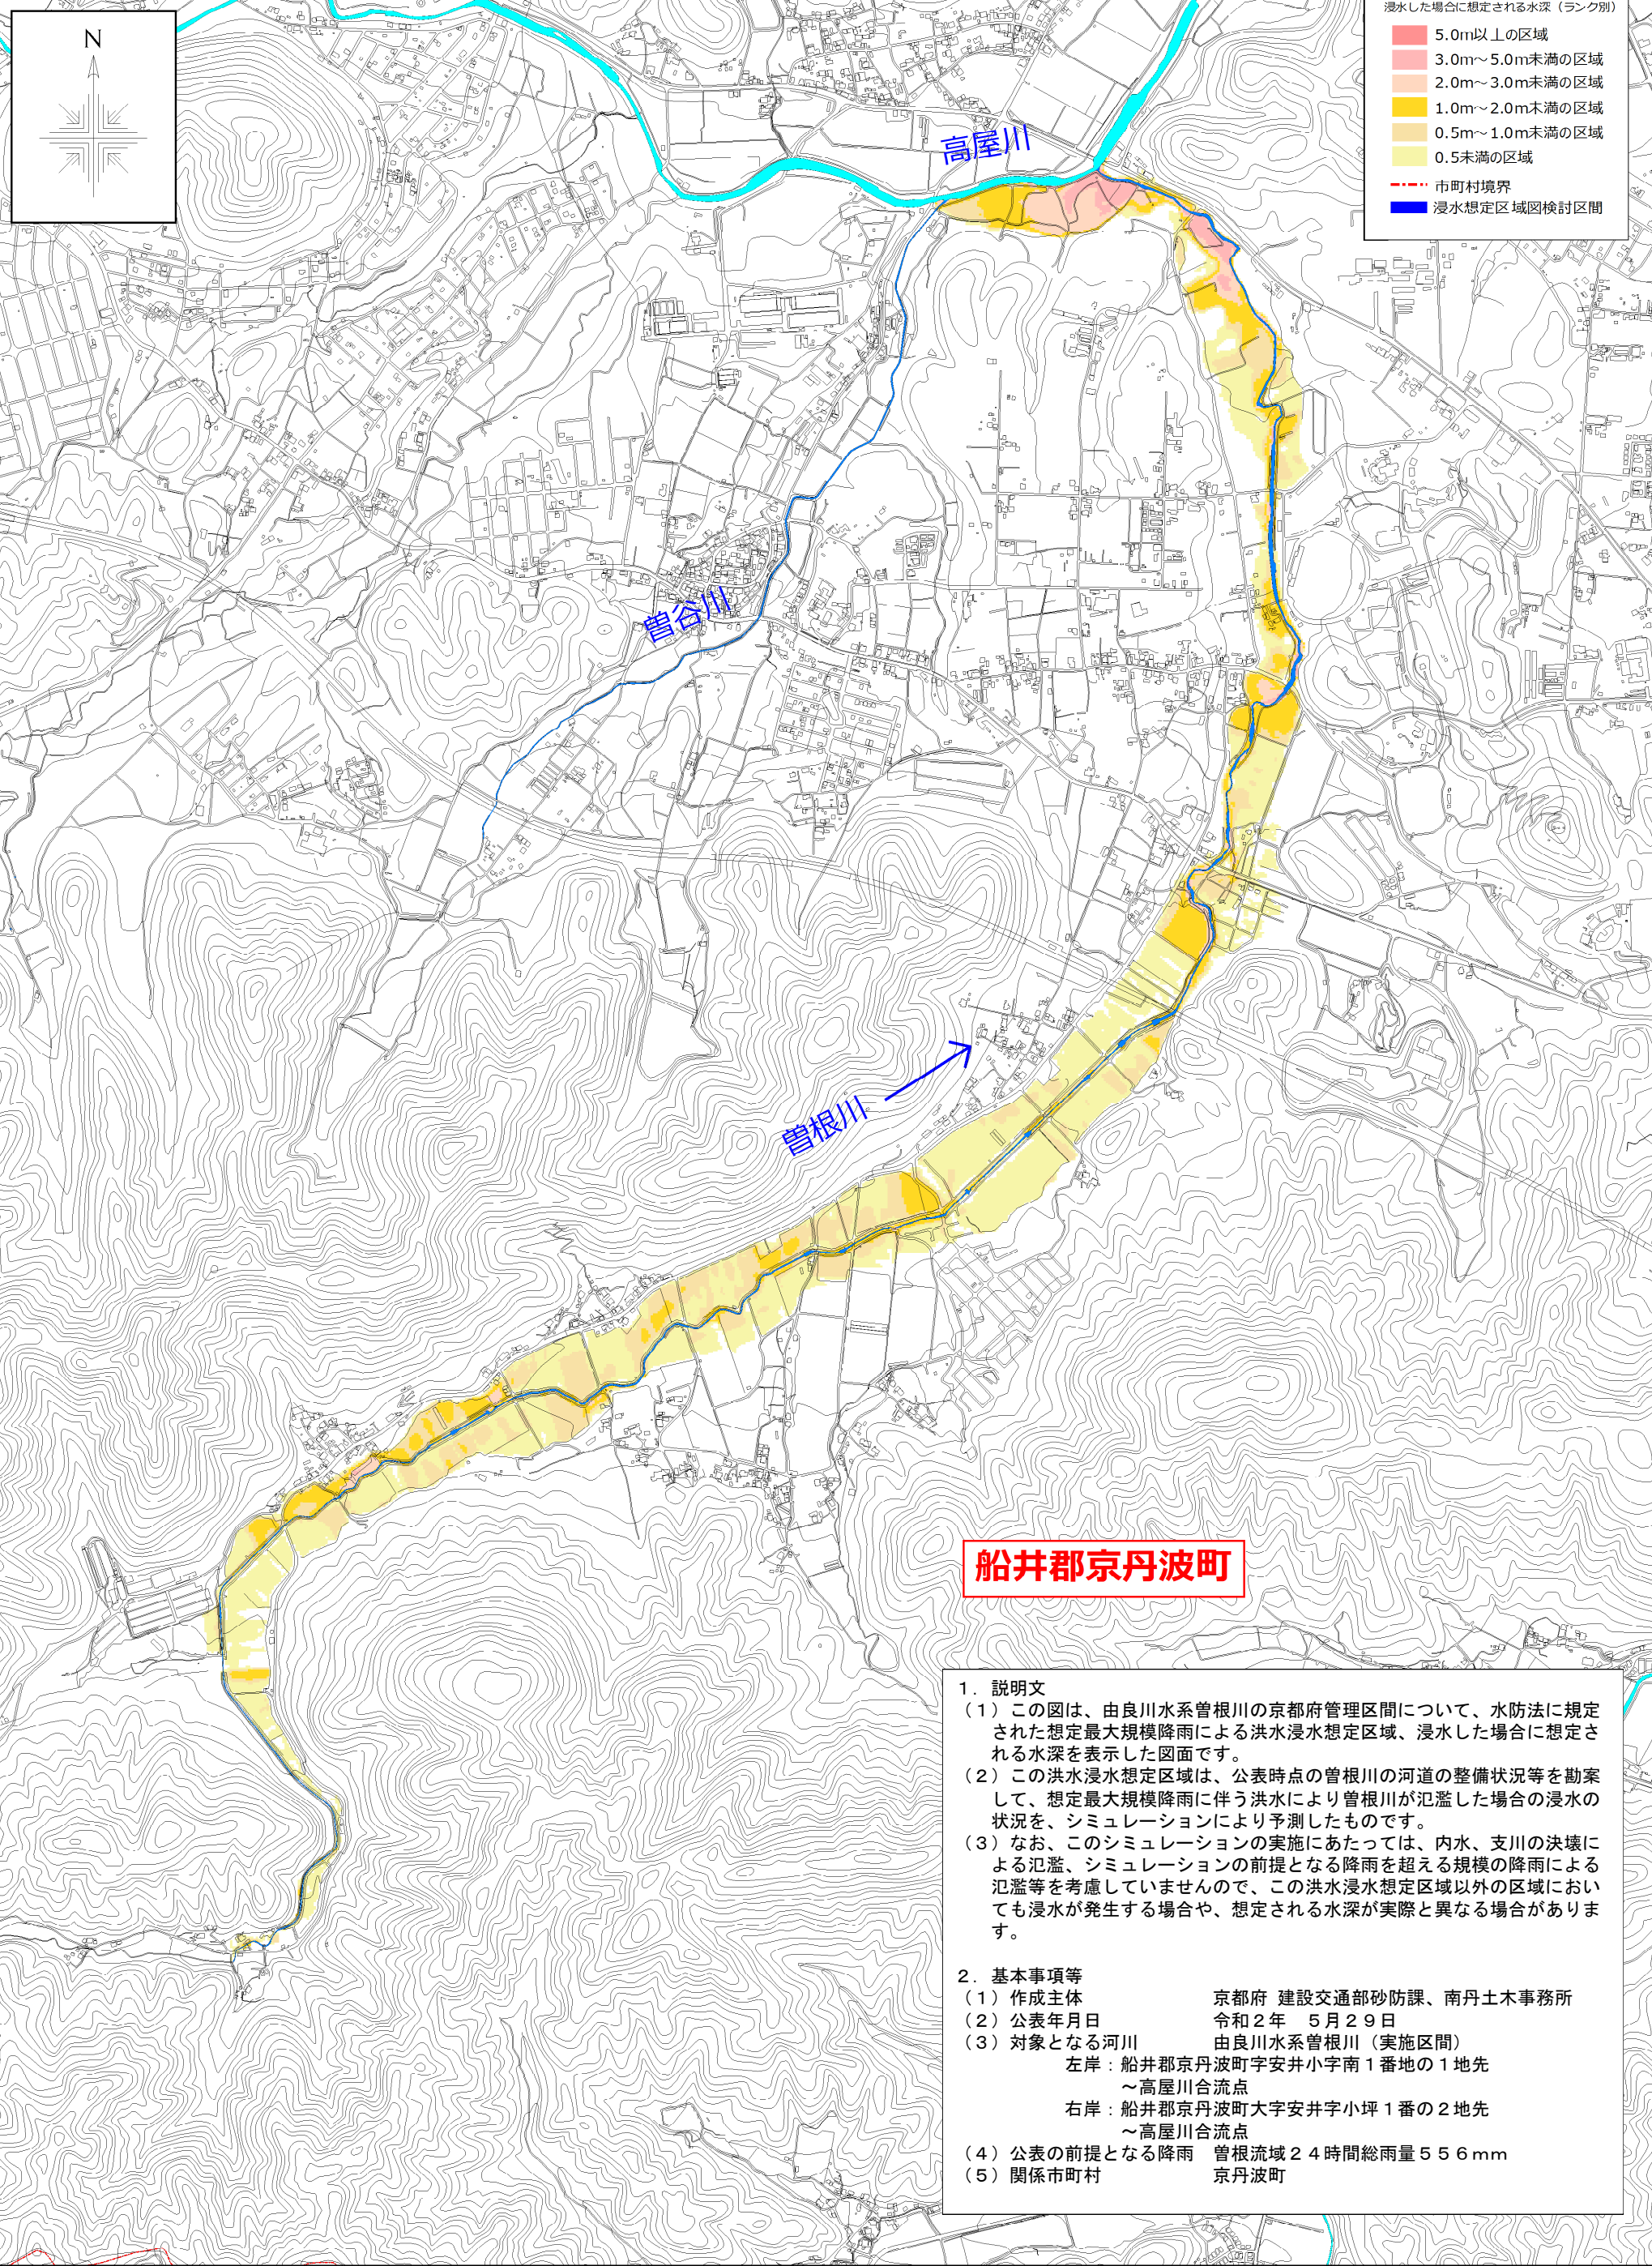 N
浸水した場合に想定される水深（ランク別）
5.0m以上の区域
3.0m～5.0m未満の区域
2.0m～3.0m未満の区域
1.0m～2.0m未満の区域
0.5m～1.0m未満の区域
0.5未満の区域
市町村境界
浸水想定区域図検討区間
高屋川
曽谷川
曽根川
船井郡京丹波町
１．説明文
（１）この図は、由良川水系曽根川の京都府管理区間について、水防法に規定
された想定最大規模降雨による洪水浸水想定区域、浸水した場合に想定さ
れる水深を表示した図面です。
（２）この洪水浸水想定区域は、公表時点の曽根川の河道の整備状況等を勘案
して、想定最大規模降雨に伴う洪水により曽根川が氾濫した場合の浸水の
状況を、シミュレーションにより予測したものです。
（３）なお、このシミュレーションの実施にあたっては、内水、支川の決壊に
よる氾濫、シミュレーションの前提となる降雨を超える規模の降雨による
氾濫等を考慮していませんので、この洪水浸水想定区域以外の区域におい
ても浸水が発生する場合や、想定される水深が実際と異なる場合がありま
す。
２．基本事項等
（１）作成主体　京都府 建設交通部砂防課、南丹土木事務所
（２）公表年月日　令和２年　５月２９日
（３）対象となる河川　由良川水系曽根川（実施区間）
左岸：船井郡京丹波町字安井小字南１番地の１地先
～高屋川合流点
右岸：船井郡京丹波町大字安井字小坪１番の２地先
～高屋川合流点
（４）公表の前提となる降雨　曽根流域２４時間総雨量５５６mm
（５）関係市町村　京丹波町